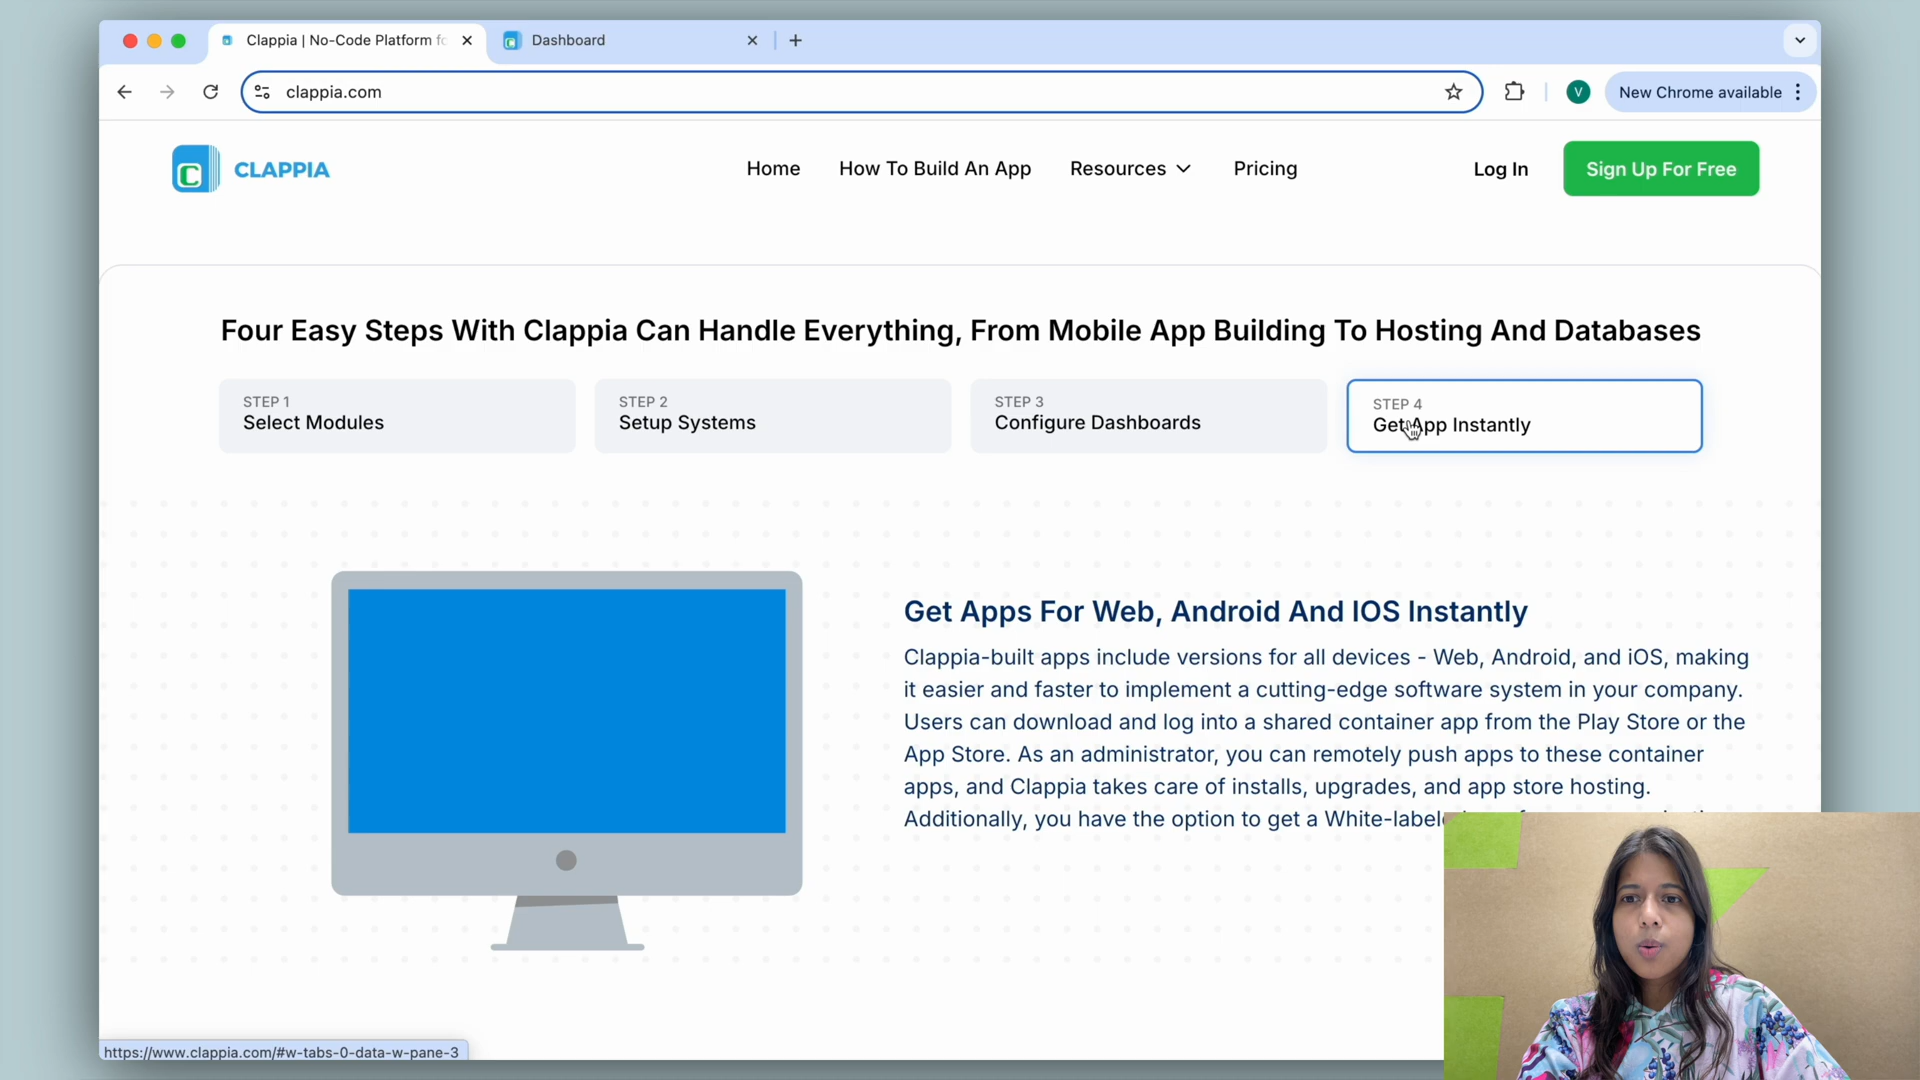 Clappia | No-Code Platform fo
Dashboard
clappia.com
V
New Chrome available
C
CLAPPIA
Home
How To Build An App
Resources
Pricing
Log In
Sign Up For Free
Four Easy Steps With Clappia Can Handle Everything, From Mobile App Building To Hosting And Databases
STEP 1
Select Modules
STEP 2
Setup Systems
STEP 3
Configure Dashboards
STEP 4
Get App Instantly
Get Apps For Web, Android And IOS Instantly
Clappia-built apps include versions for all devices - Web, Android, and iOS, making
it easier and faster to implement a cutting-edge software system in your company.
Users can download and log into a shared container app from the Play Store or the
App Store. As an administrator, you can remotely push apps to these container
apps, and Clappia takes care of installs, upgrades, and app store hosting.
Additionally, you have the option to get a White-label
https://www.clappia.com/#w-tabs-0-data-w-pane-3